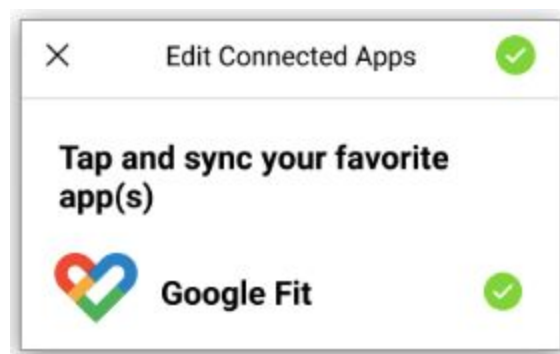 Edit Connected Apps
Tap and sync your favorite
app(s)
Google Fit